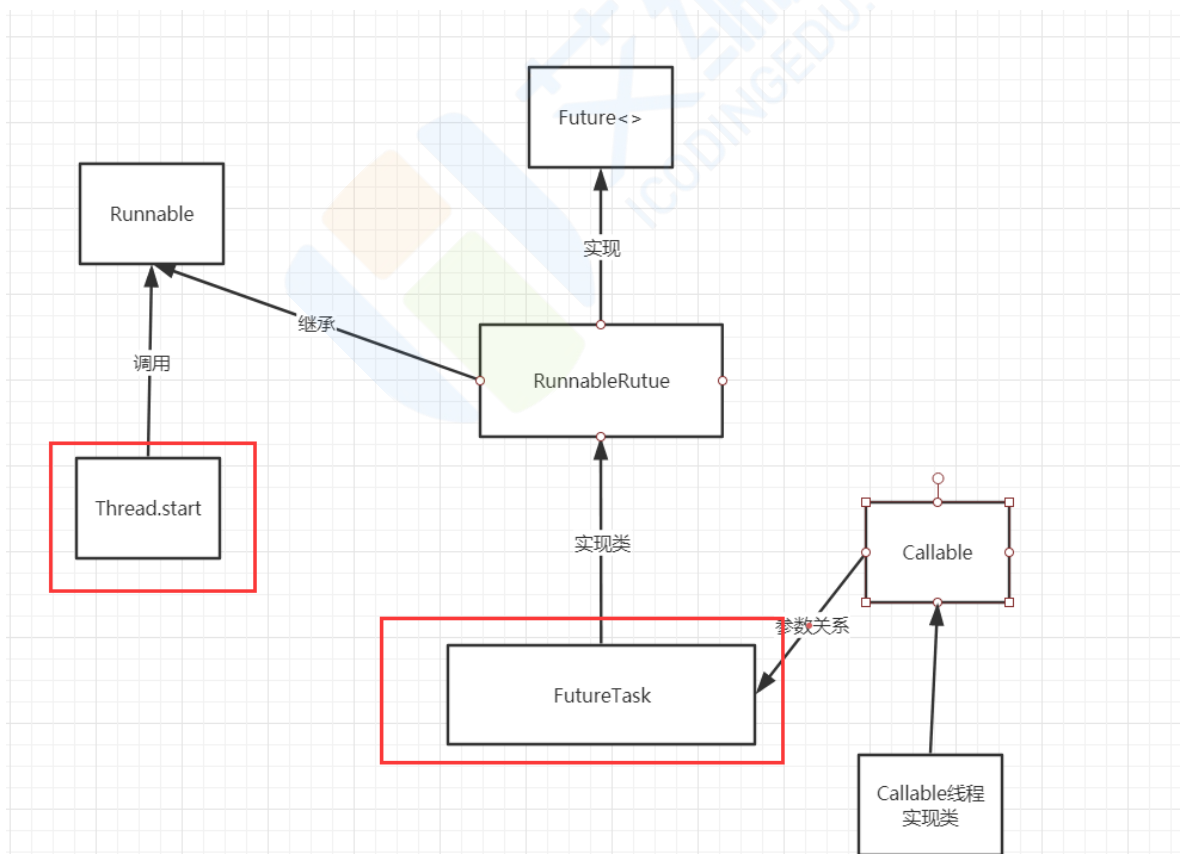 Future<>
Runnable
实现
继承
调用
RunnableRutue
Thread.start
实现类
Callable
参数关系
FutureTask
Callable线程
实现类
ICODINGEDU.